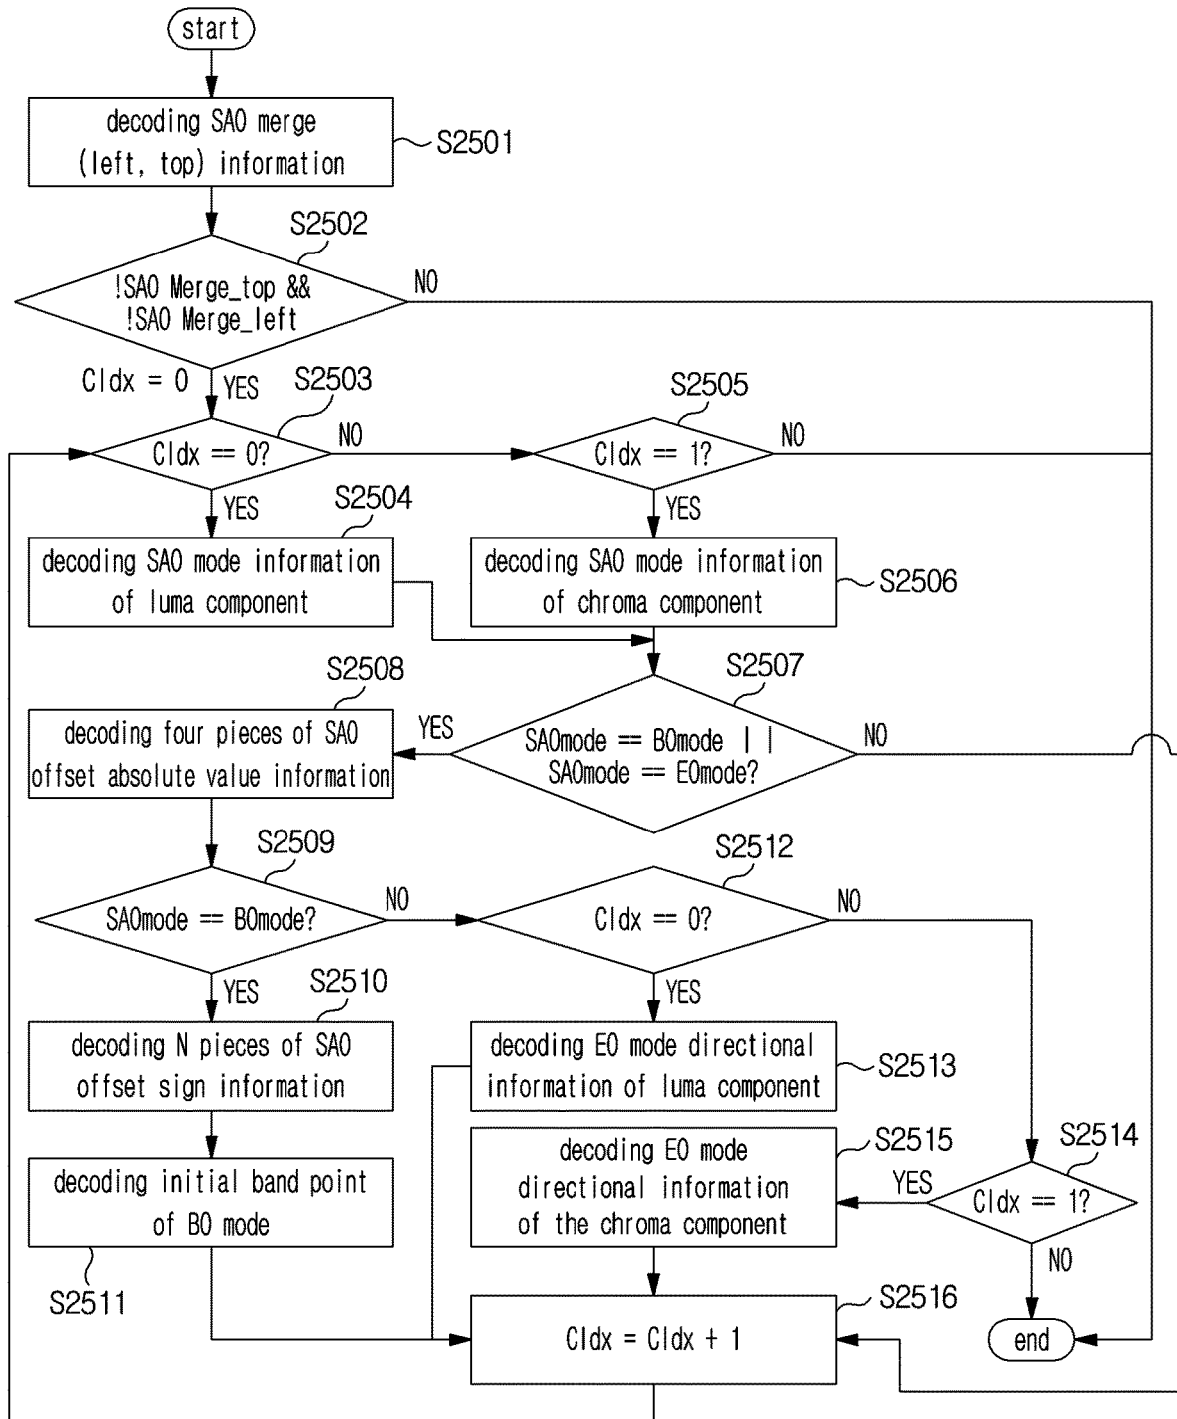 start
decoding SAO merge
(left, top) information
S2501
S2502
!SAO Merge_top &&
!SAO Merge_left
NO
CIdx = 0
YES
S2503
CIdx == 0?
NO
S2505
CIdx == 1?
NO
YES
S2504
YES
decoding SAO mode information
of luma component
decoding SAO mode information
of chroma component
S2506
S2508
S2507
decoding four pieces of SAO
offset absolute value information
YES
SAOmode == BOmode ||
SAOmode == EOmode?
NO
S2509
SAOmode == BOmode?
NO
S2512
CIdx == 0?
NO
YES
S2510
YES
decoding N pieces of SAO
offset sign information
decoding EO mode directional
information of luma component
S2513
decoding initial band point
of BO mode
S2511
decoding EO mode
directional information
of the chroma component
S2515
YES
S2514
CIdx == 1?
NO
CIdx = CIdx + 1
S2516
end